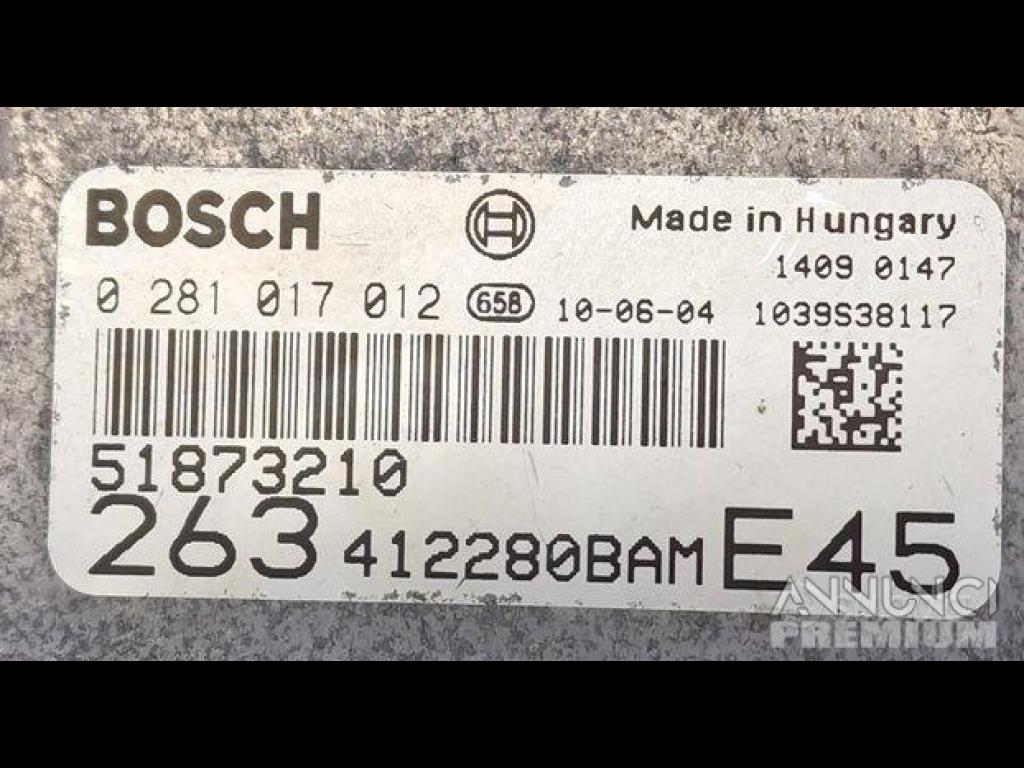 BOSCH Made in Hungary
1409 0147
0 281 017 012 658 10-06-04 1039S38117
51873210
263 412280BAM E45
ANNUNCI
PREMIUM